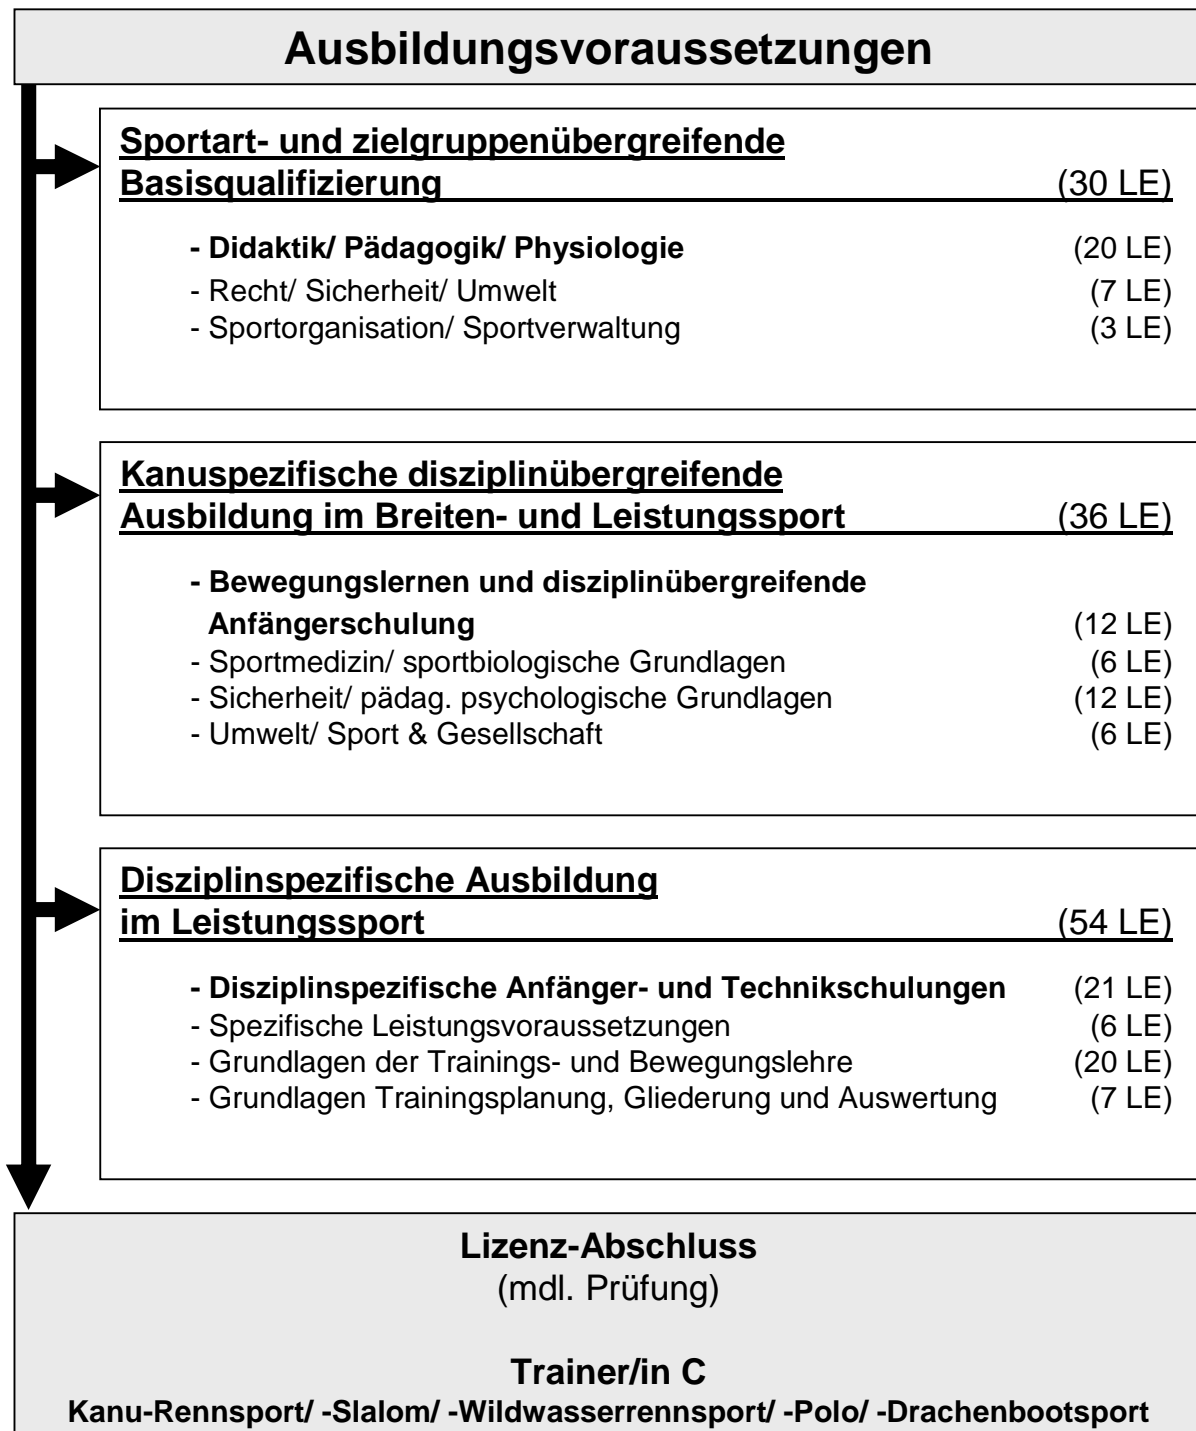 Ausbildungsvoraussetzungen
Sportart- und zielgruppenübergreifende
Basisqualifizierung (30 LE)
- Didaktik/ Pädagogik/ Physiologie (20 LE)
- Recht/ Sicherheit/ Umwelt (7 LE)
- Sportorganisation/ Sportverwaltung (3 LE)
Kanuspezifische disziplinübergreifende
Ausbildung im Breiten- und Leistungssport (36 LE)
- Bewegungslernen und disziplinübergreifende
Anfängerschulung (12 LE)
- Sportmedizin/ sportbiologische Grundlagen (6 LE)
- Sicherheit/ pädag. psychologische Grundlagen (12 LE)
- Umwelt/ Sport & Gesellschaft (6 LE)
Disziplinspezifische Ausbildung
im Leistungssport (54 LE)
- Disziplinspezifische Anfänger- und Technikschulungen (21 LE)
- Spezifische Leistungsvoraussetzungen (6 LE)
- Grundlagen der Trainings- und Bewegungslehre (20 LE)
- Grundlagen Trainingsplanung, Gliederung und Auswertung (7 LE)
Lizenz-Abschluss
(mdl. Prüfung)
Trainer/in C
Kanu-Rennsport/ -Slalom/ -Wildwasserrennsport/ -Polo/ -Drachenbootsport